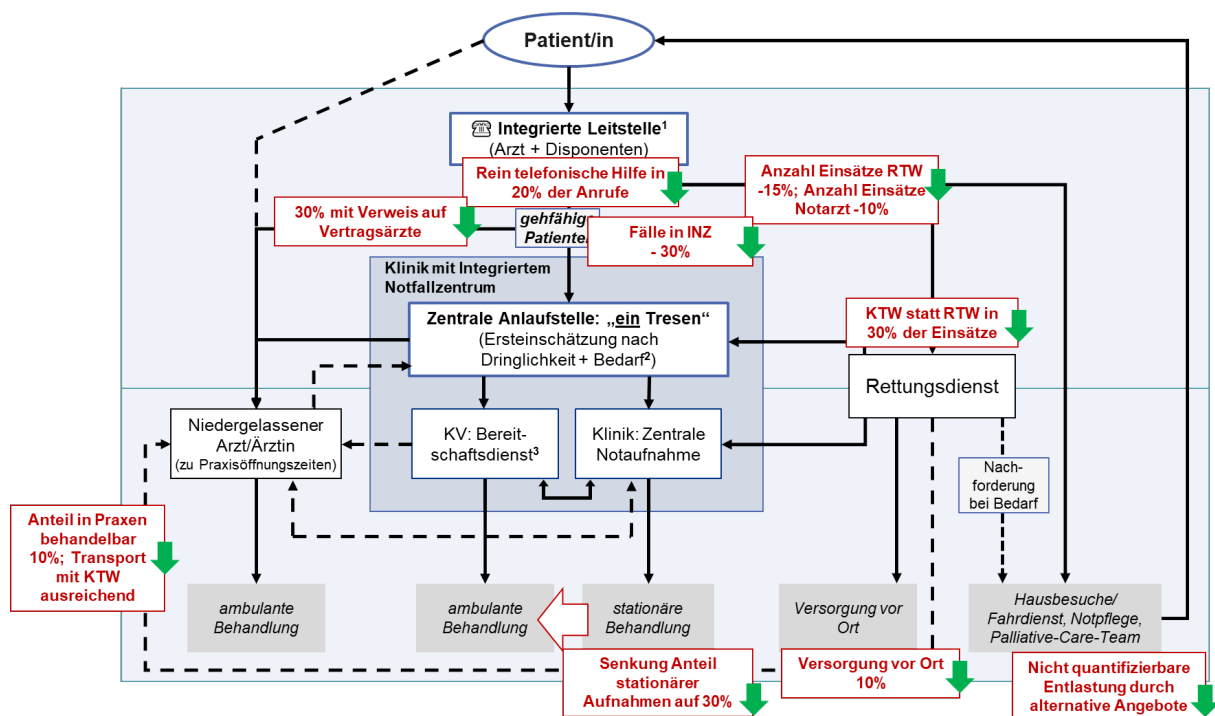 Patient/in
Integrierte Leitstelle¹
(Arzt + Disponenten)
Rein telefonische Hilfe in
20% der Anrufe
Anzahl Einsätze RTW
-15%; Anzahl Einsätze
Notarzt -10%
30% mit Verweis auf
Vertragsärzte
gehfähige
Patienten
Fälle in INZ
- 30%
Klinik mit Integriertem
Notfallzentrum
Zentrale Anlaufstelle: „ein Tresen“
(Ersteinschätzung nach
Dringlichkeit + Bedarf²)
KTW statt RTW in
30% der Einsätze
Rettungsdienst
Niedergelassener
Arzt/Ärztin
(zu Praxisöffnungszeiten)
KV: Bereit-
schaftsdienst³
Klinik: Zentrale
Notaufnahme
Nach-
forderung
bei Bedarf
Anteil in Praxen
behandelbar
10%; Transport
mit KTW
ausreichend
ambulante
Behandlung
ambulante
Behandlung
stationäre
Behandlung
Versorgung vor
Ort
Hausbesuche/
Fahrdienst, Notpflege,
Palliative-Care-Team
Senkung Anteil
stationärer
Aufnahmen auf 30%
Versorgung vor Ort
10%
Nicht quantifizierbare
Entlastung durch
alternative Angebote